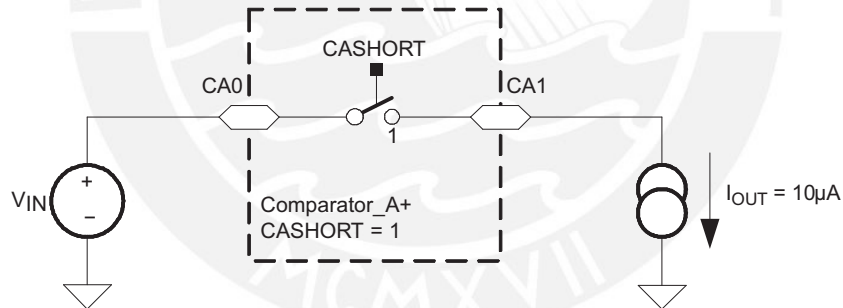 CASHORT
CA0
CA1
1
VIN
+
−
IOUT = 10µA
Comparator_A+
CASHORT = 1
MCMXVII